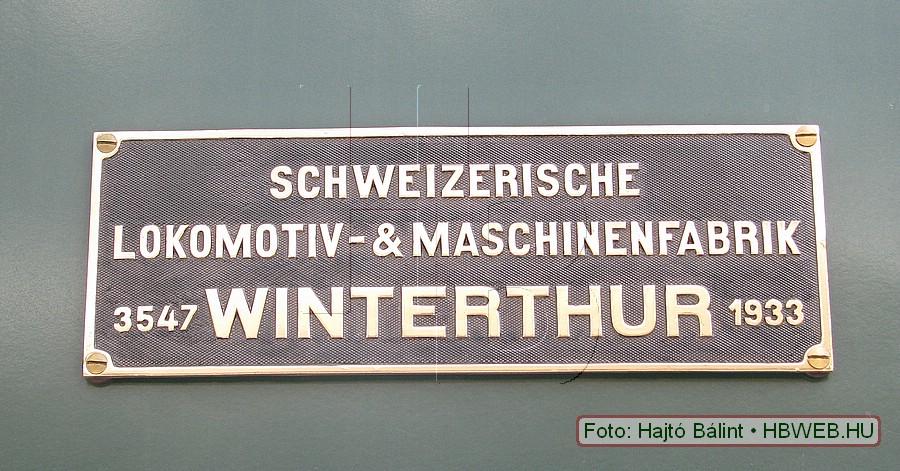 SCHWEIZERISCHE
LOKOMOTIV-& MASCHINENFABRIK
3547 WINTERTHUR 1933
Foto: Hajtó Bálint • HBWEB.HU